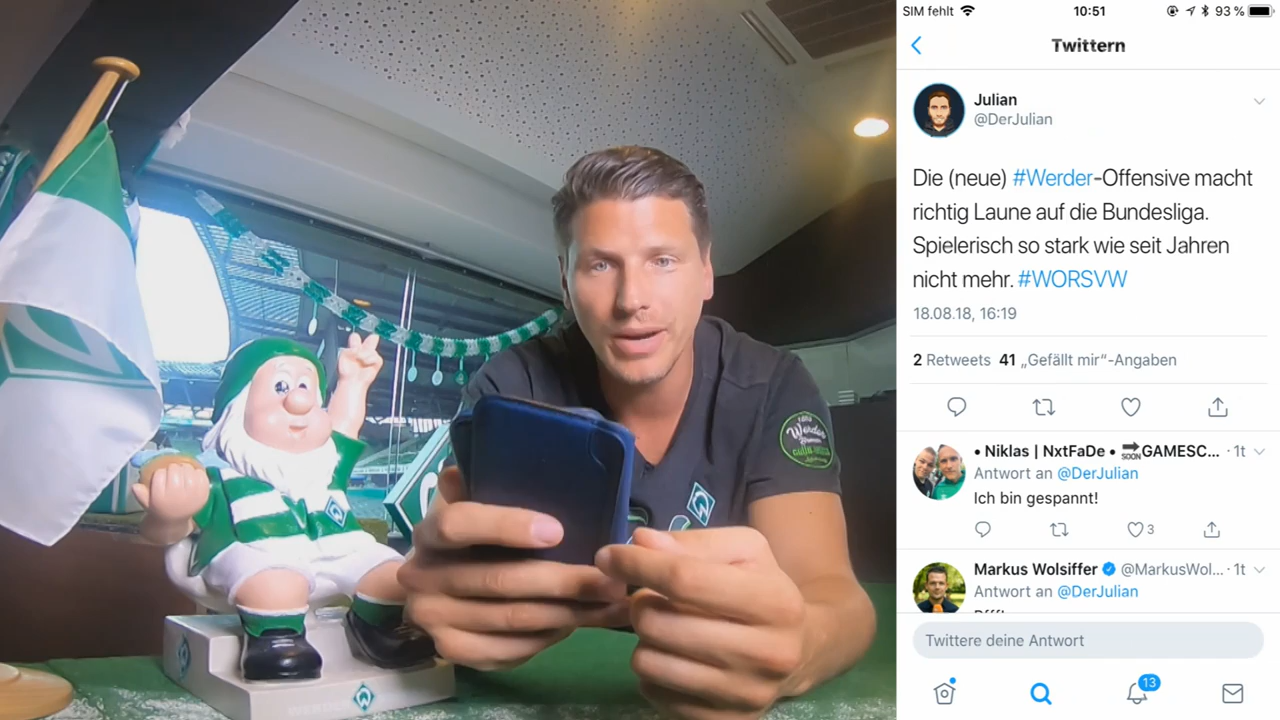 SIM fehlt 10:51 93 %
Twittern
Julian
@DerJulian
Die (neue) #Werder-Offensive macht
richtig Laune auf die Bundesliga.
Spielerisch so stark wie seit Jahren
nicht mehr. #WORSVW
18.08.18, 16:19
2 Retweets 41 „Gefällt mir“-Angaben
• Niklas | NxtFaDe • SOON GAMESC... · 1t
Antwort an @DerJulian
Ich bin gespannt!
3
Markus Wolsiffer @MarkusWol... · 1t
Antwort an @DerJulian
Twittere deine Antwort
13
Werder
Bremen
W
W